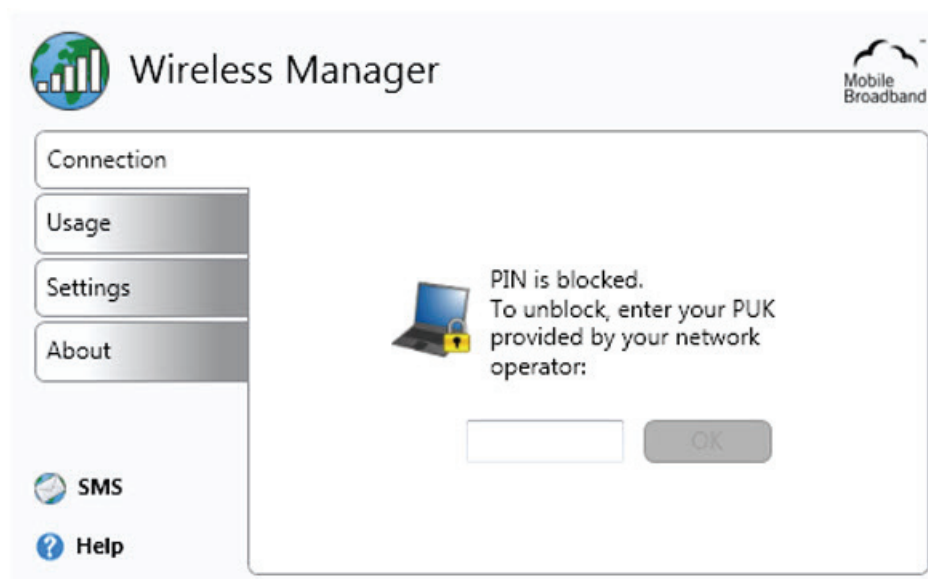 Wireless Manager
Mobile
Broadband
Connection
Usage
Settings
About
PIN is blocked.
To unblock, enter your PUK
provided by your network
operator:
OK
SMS
Help